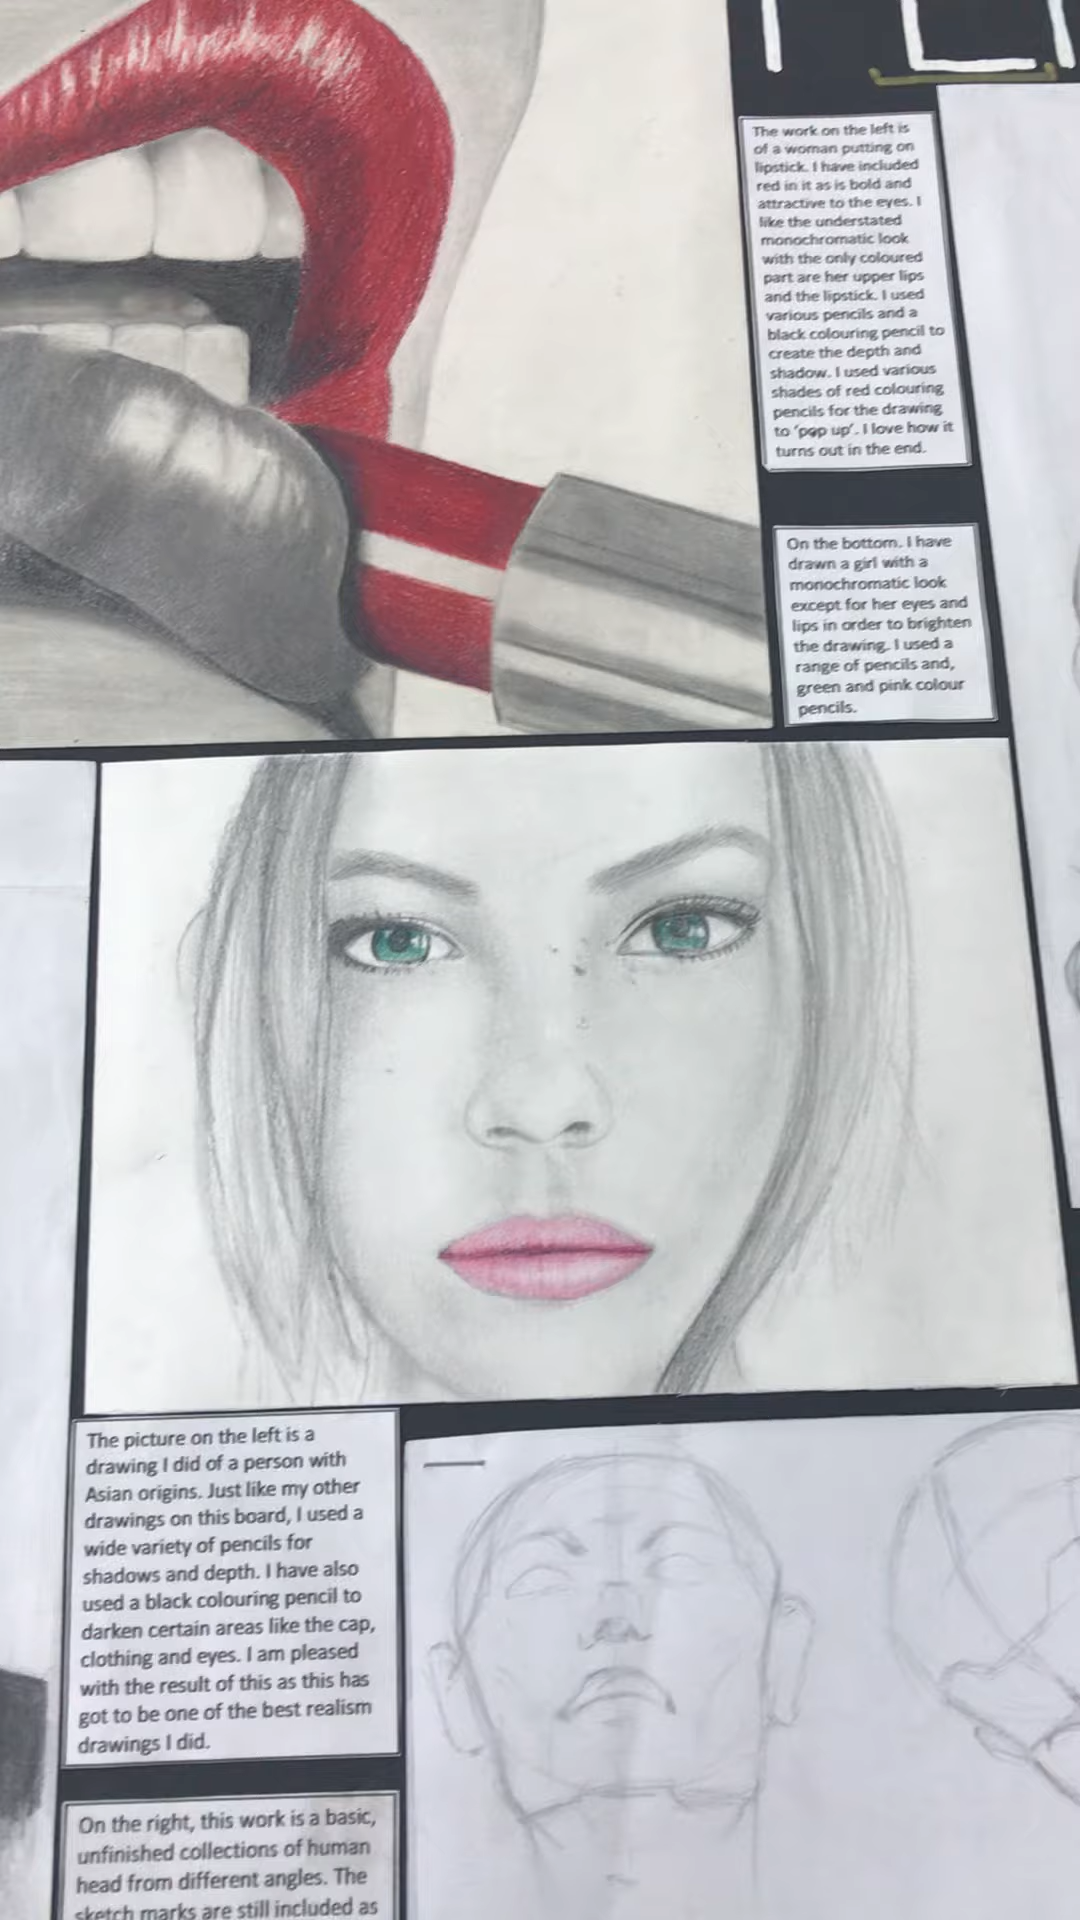 The work on the left is
of a woman putting on
lipstick. I have included
red in it as is bold and
attractive to the eyes. I
like the understated
monochromatic look
with the only coloured
part are her upper lips
and the lipstick. I used
various pencils and a
black colouring pencil to
create the depth and
shadow. I used various
shades of red colouring
pencils for the drawing
to ‘pop up’. I love how it
turns out in the end.
On the bottom. I have
drawn a girl with a
monochromatic look
except for her eyes and
lips in order to brighten
the drawing. I used a
range of pencils and,
green and pink colour
pencils.
The picture on the left is a
drawing I did of a person with
Asian origins. Just like my other
drawings on this board, I used a
wide variety of pencils for
shadows and depth. I have also
used a black colouring pencil to
darken certain areas like the cap,
clothing and eyes. I am pleased
with the result of this as this has
got to be one of the best realism
drawings I did.
On the right, this work is a basic,
unfinished collections of human
head from different angles. The
sketch marks are still included as